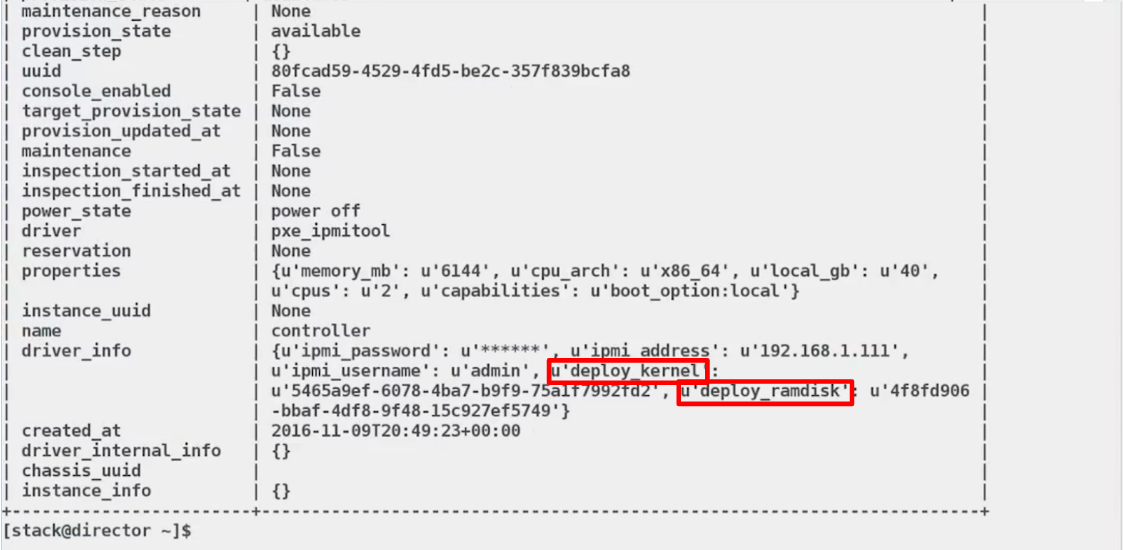 | maintenance_reason | None |
| provision_state | available |
| clean_step | {} |
| uuid | 80fcad59-4529-4fd5-be2c-357f839bcfa8 |
| console_enabled | False |
| target_provision_state | None |
| provision_updated_at | None |
| maintenance | False |
| inspection_started_at | None |
| inspection_finished_at | None |
| power_state | power off |
| driver | pxe_ipmitool |
| reservation | None |
| properties | {u'memory_mb': u'6144', u'cpu_arch': u'x86_64', u'local_gb': u'40', |
| | u'cpus': u'2', u'capabilities': u'boot_option:local'} |
| instance_uuid | None |
| name | controller |
| driver_info | {u'ipmi_password': u'******', u'ipmi_address': u'192.168.1.111', |
| | u'ipmi_username': u'admin', u'deploy_kernel': |
| | u'5465a9ef-6078-4ba7-b9f9-75a1f7992fd2', u'deploy_ramdisk': u'4f8fd906 |
| | -bbaf-4df8-9f48-15c927ef5749'} |
| created_at | 2016-11-09T20:49:23+00:00 |
| driver_internal_info | {} |
| chassis_uuid | |
| instance_info | {} |
+------------------------+-------------------------------------------------------------------------+
[stack@director ~]$